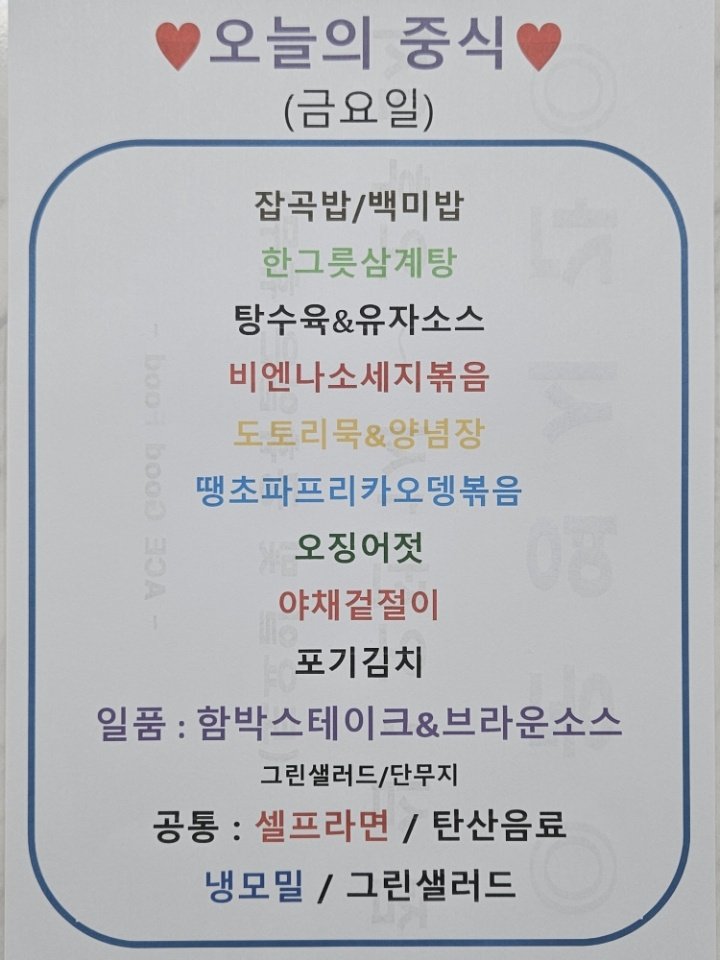 ♥오늘의 중식♥
(금요일)
잡곡밥/백미밥
한그릇삼계탕
탕수육&유자소스
비엔나소세지볶음
도토리묵&양념장
땡초파프리카오뎅볶음
오징어젓
야채겉절이
포기김치
일품 : 함박스테이크&브라운소스
그린샐러드/단무지
공통 : 셀프라면 / 탄산음료
냉모밀 / 그린샐러드